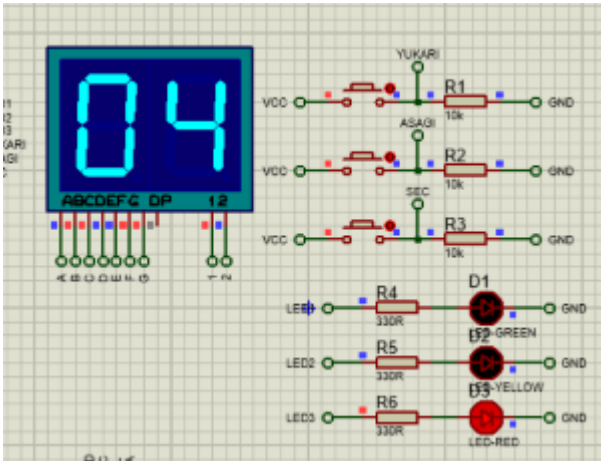 04
ABCDEFG DP 12
A B C D E F G 1 2
YUKARI
VCC R1 GND
10k
ASAGI
VCC R2 GND
10k
SEC
VCC R3 GND
10k
D1
R4 GND
330R LED-GREEN
D2
LED2 R5 GND
330R LED-YELLOW
D3
LED3 R6 GND
330R LED-RED